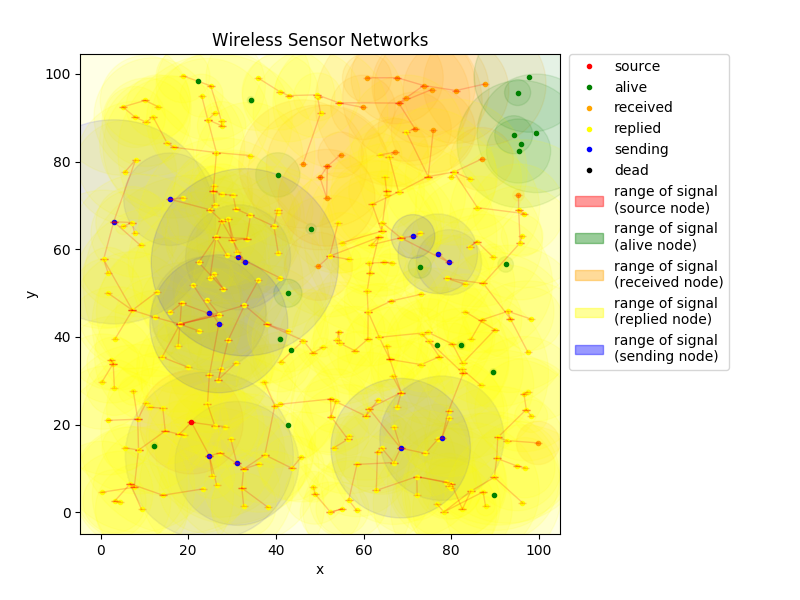 Wireless Sensor Networks
100
80
60
40
20
0
y
0 20 40 60 80 100
x
source
alive
received
replied
sending
dead
range of signal
(source node)
range of signal
(alive node)
range of signal
(received node)
range of signal
(replied node)
range of signal
(sending node)